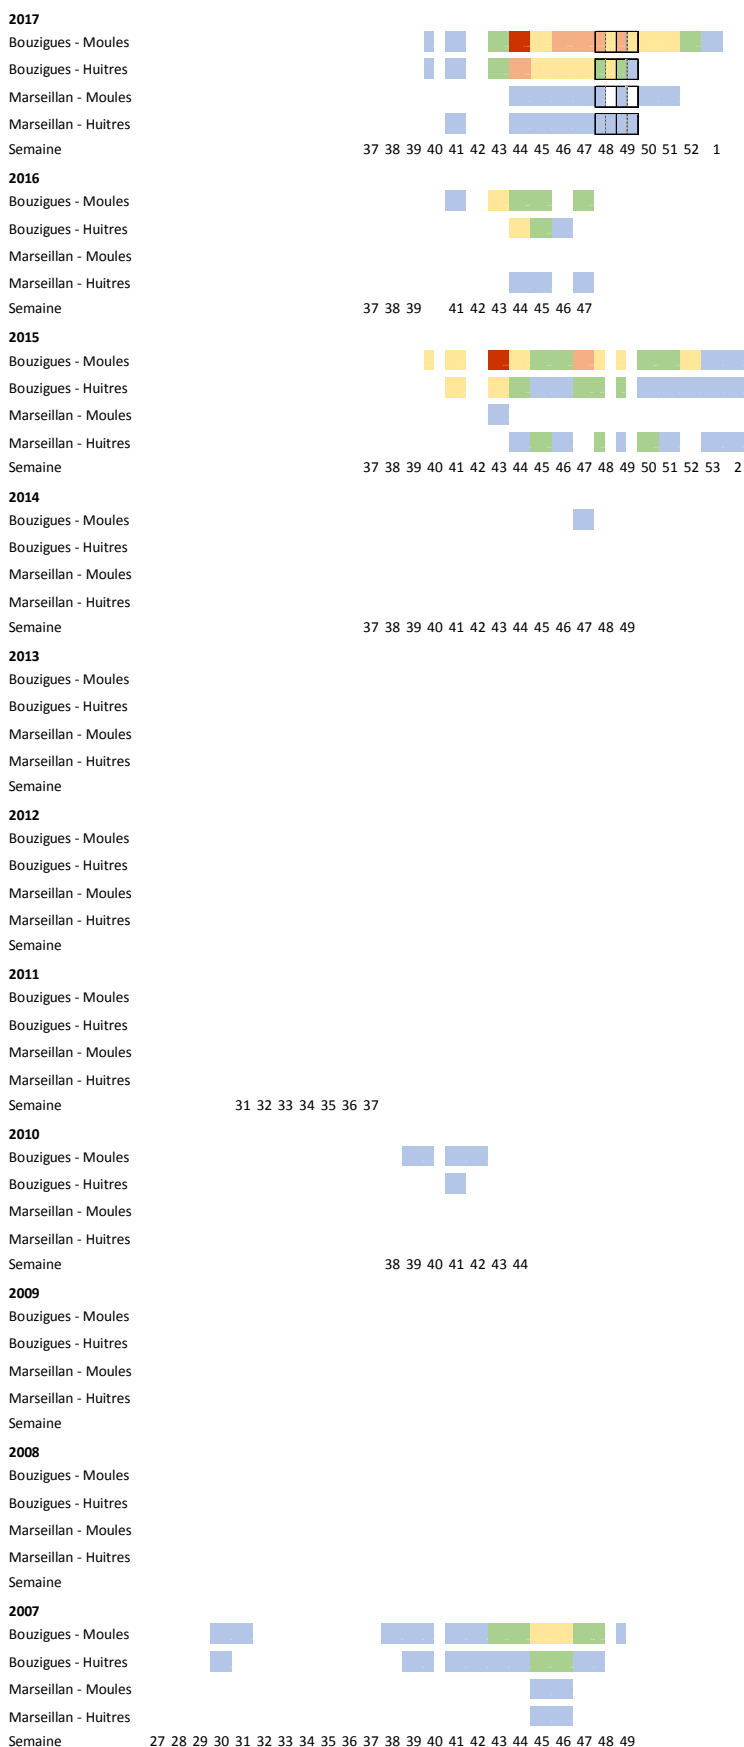 2017
Bouzigues - Moules
Bouzigues - Huitres
Marseillan - Moules
Marseillan - Huitres
Semaine 37 38 39 40 41 42 43 44 45 46 47 48 49 50 51 52 1
2016
Bouzigues - Moules
Bouzigues - Huitres
Marseillan - Moules
Marseillan - Huitres
Semaine 37 38 39 41 42 43 44 45 46 47
2015
Bouzigues - Moules
Bouzigues - Huitres
Marseillan - Moules
Marseillan - Huitres
Semaine 37 38 39 40 41 42 43 44 45 46 47 48 49 50 51 52 53 2
2014
Bouzigues - Moules
Bouzigues - Huitres
Marseillan - Moules
Marseillan - Huitres
Semaine 37 38 39 40 41 42 43 44 45 46 47 48 49
2013
Bouzigues - Moules
Bouzigues - Huitres
Marseillan - Moules
Marseillan - Huitres
Semaine
2012
Bouzigues - Moules
Bouzigues - Huitres
Marseillan - Moules
Marseillan - Huitres
Semaine
2011
Bouzigues - Moules
Bouzigues - Huitres
Marseillan - Moules
Marseillan - Huitres
Semaine 31 32 33 34 35 36 37
2010
Bouzigues - Moules
Bouzigues - Huitres
Marseillan - Moules
Marseillan - Huitres
Semaine 38 39 40 41 42 43 44
2009
Bouzigues - Moules
Bouzigues - Huitres
Marseillan - Moules
Marseillan - Huitres
Semaine
2008
Bouzigues - Moules
Bouzigues - Huitres
Marseillan - Moules
Marseillan - Huitres
Semaine
2007
Bouzigues - Moules
Bouzigues - Huitres
Marseillan - Moules
Marseillan - Huitres
Semaine 27 28 29 30 31 32 33 34 35 36 37 38 39 40 41 42 43 44 45 46 47 48 49